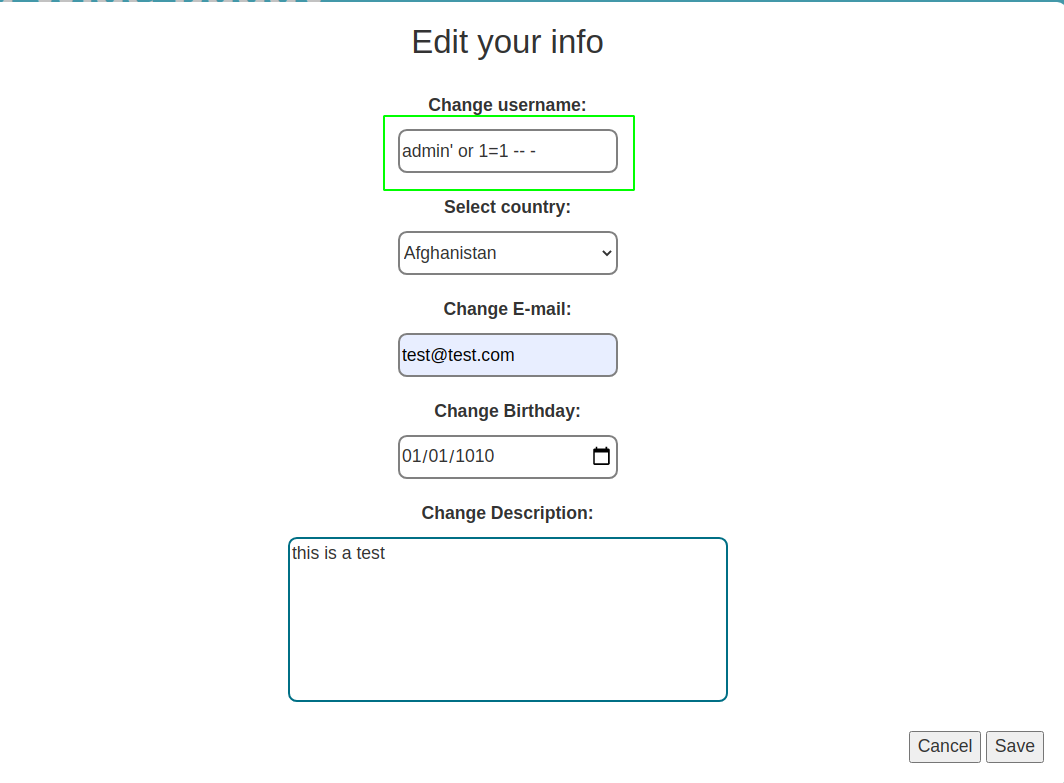 Edit your info
Change username:
admin' or 1=1 -- -
Select country:
Afghanistan
Change E-mail:
test@test.com
Change Birthday:
01/01/1010
Change Description:
this is a test
Cancel Save